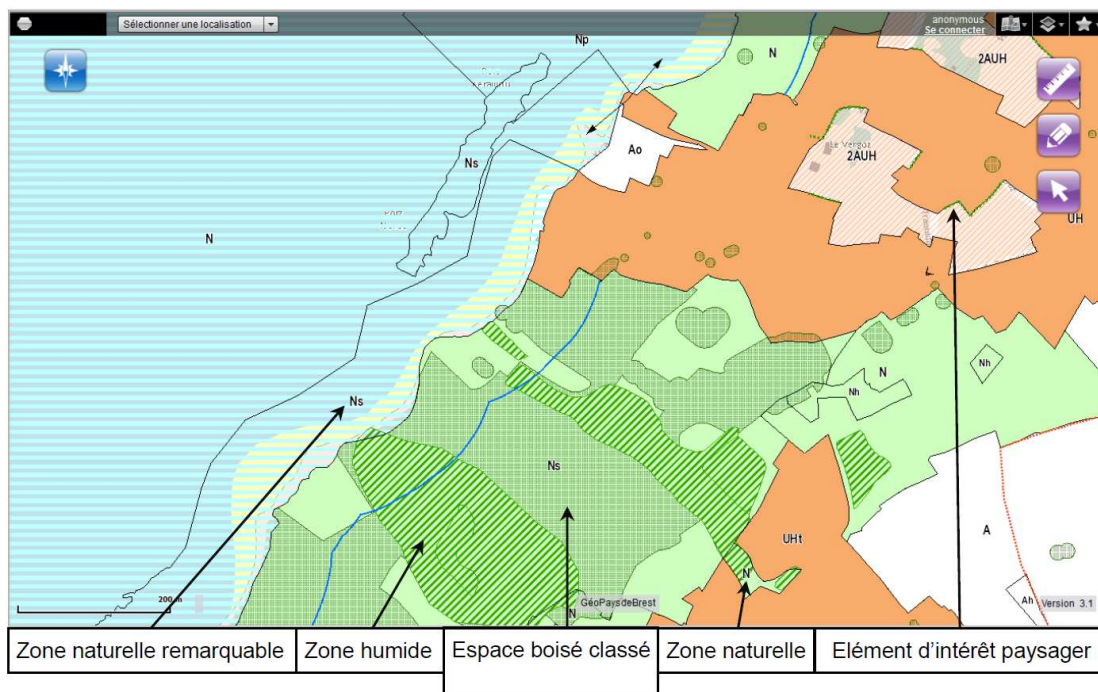 Sélectionner une localisation
anonymous
Se connecter
Np
N
2AUH
Ao
Le Vergoz
2AUH
Ns
UH
N
Ns
N
Nh
Nh
Ns
A
UHt
N
N
Ah
200 m
GéoPaysdeBrest
Version 3.1
Zone naturelle remarquable
Zone humide
Espace boisé classé
Zone naturelle
Elément d'intérêt paysager